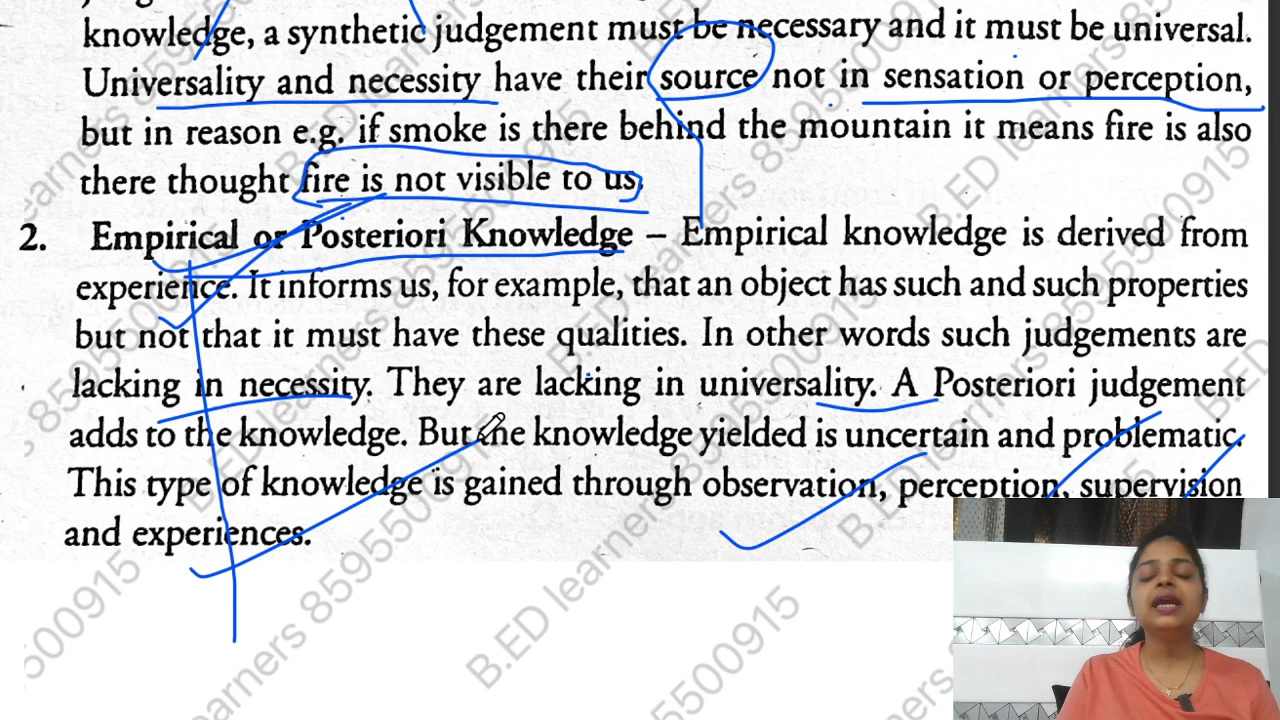 knowledge, a synthetic judgement must be necessary and it must be universal.
Universality and necessity have their source not in sensation or perception,
but in reason e.g. if smoke is there behind the mountain it means fire is also
there thought fire is not visible to us.
2. Empirical or Posteriori Knowledge – Empirical knowledge is derived from
experience. It informs us, for example, that an object has such and such properties
but not that it must have these qualities. In other words such judgements are
lacking in necessity. They are lacking in universality. A Posteriori judgement
adds to the knowledge. But the knowledge yielded is uncertain and problematic.
This type of knowledge is gained through observation, perception, supervision
and experiences.
B.ED learners 8595500915